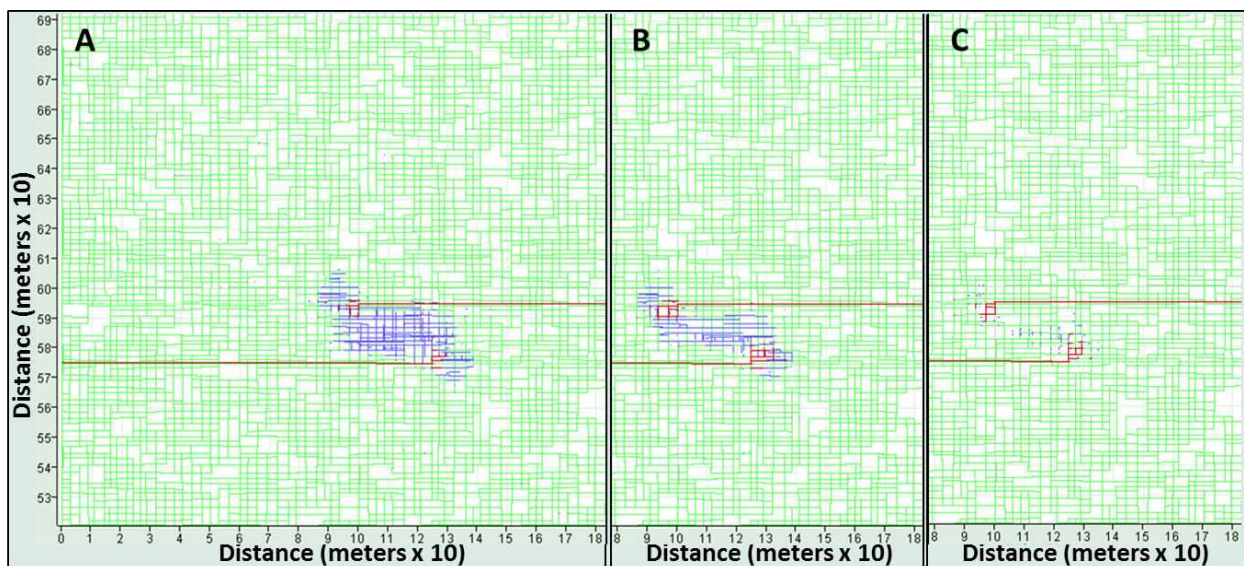 A
B
C
Distance (meters x 10)
69
68
67
66
65
64
63
62
61
60
59
58
57
56
55
54
53
0 1 2 3 4 5 6 7 8 9 10 11 12 13 14 15 16 17 18
8 9 10 11 12 13 14 15 16 17 18
8 9 10 11 12 13 14 15 16 17 18
Distance (meters x 10)
Distance (meters x 10)
Distance (meters x 10)